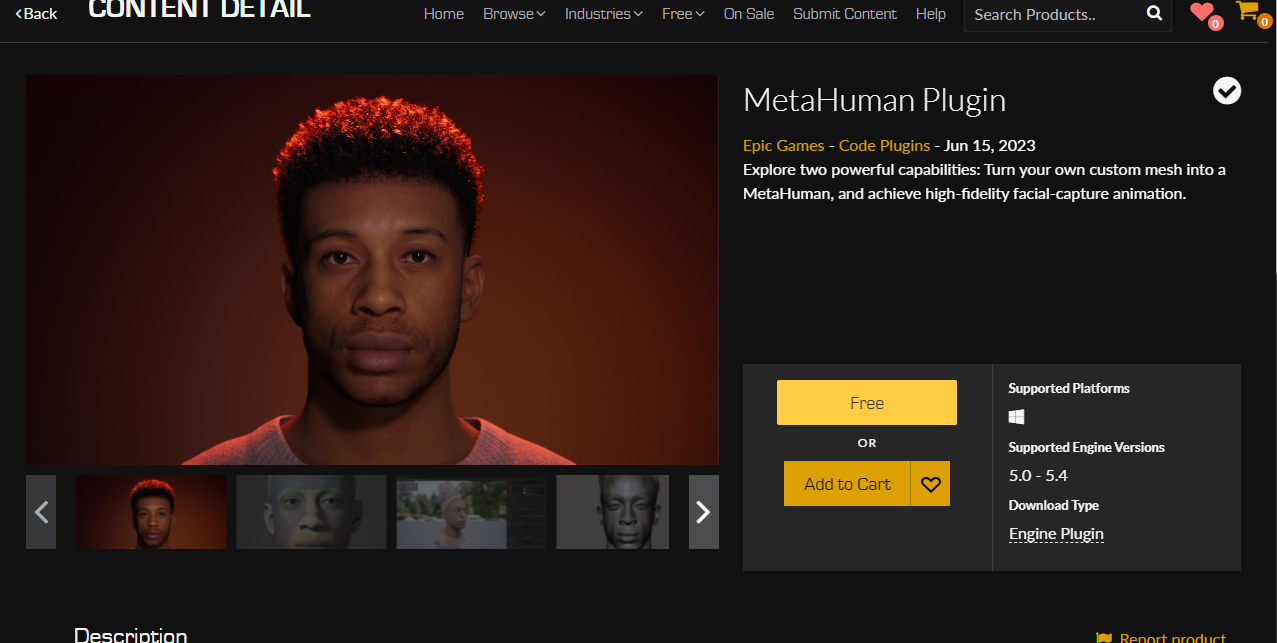 Back
CONTENT DETAIL
Home Browse Industries Free On Sale Submit Content Help Search Products.. 0 0
MetaHuman Plugin
Epic Games - Code Plugins - Jun 15, 2023
Explore two powerful capabilities: Turn your own custom mesh into a
MetaHuman, and achieve high-fidelity facial-capture animation.
Free
OR
Add to Cart
Supported Platforms
Supported Engine Versions
5.0 - 5.4
Download Type
Engine Plugin
Description
Report product